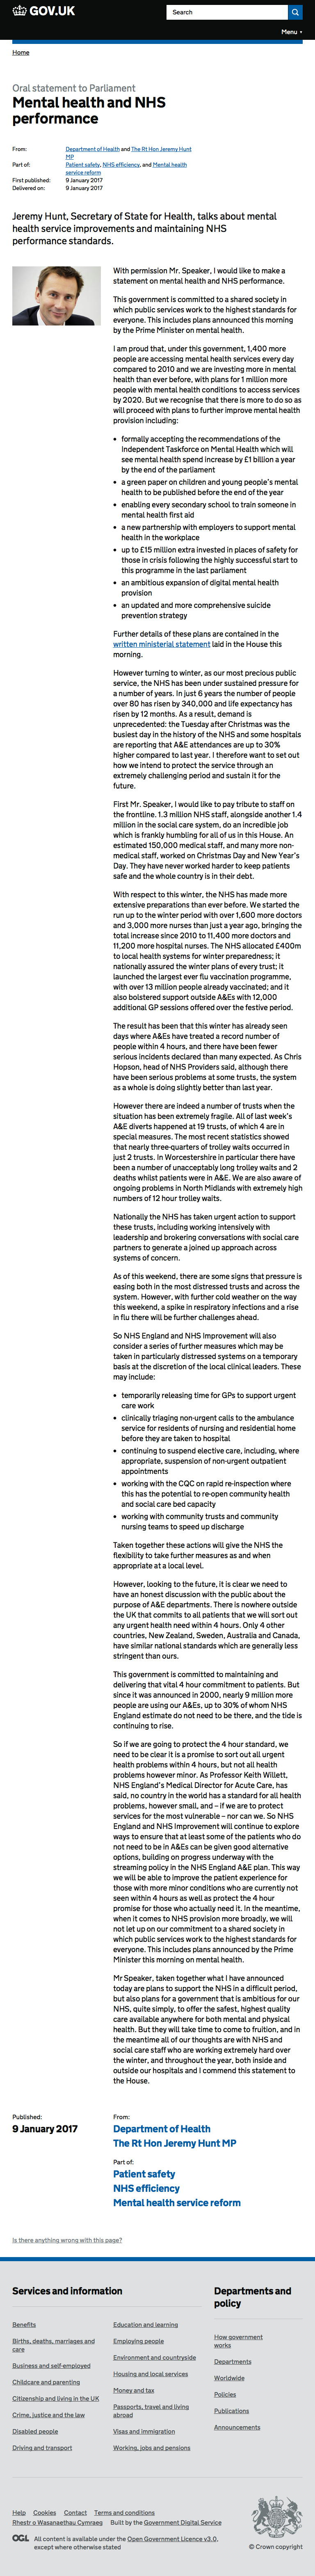 GOV.UK
Search
Menu
Home
Oral statement to Parliament
Mental health and NHS
performance
From: Department of Health and The Rt Hon Jeremy Hunt
MP
Part of: Patient safety, NHS efficiency, and Mental health
service reform
First published: 9 January 2017
Delivered on: 9 January 2017
Jeremy Hunt, Secretary of State for Health, talks about mental
health service improvements and maintaining NHS
performance standards.
With permission Mr. Speaker, I would like to make a
statement on mental health and NHS performance.
This government is committed to a shared society in
which public services work to the highest standards for
everyone. This includes plans announced this morning
by the Prime Minister on mental health.
I am proud that, under this government, 1,400 more
people are accessing mental health services every day
compared to 2010 and we are investing more in mental
health than ever before, with plans for 1 million more
people with mental health conditions to access services
by 2020. But we recognise that there is more to do so as
will proceed with plans to further improve mental health
provision including:
• formally accepting the recommendations of the
Independent Taskforce on Mental Health which will
see mental health spend increase by £1 billion a year
by the end of the parliament
• a green paper on children and young people's mental
health to be published before the end of the year
• enabling every secondary school to train someone in
mental health first aid
• a new partnership with employers to support mental
health in the workplace
• up to £15 million extra invested in places of safety for
those in crisis following the highly successful start to
this programme in the last parliament
• an ambitious expansion of digital mental health
provision
• an updated and more comprehensive suicide
prevention strategy
Further details of these plans are contained in the
written ministerial statement laid in the House this
morning.
However turning to winter, as our most precious public
service, the NHS has been under sustained pressure for
a number of years. In just 6 years the number of people
over 80 has risen by 340,000 and life expectancy has
risen by 12 months. As a result, demand is
unprecedented: the Tuesday after Christmas was the
busiest day in the history of the NHS and some hospitals
are reporting that A&E attendances are up to 30%
higher compared to last year. I therefore want to set out
how we intend to protect the service through an
extremely challenging period and sustain it for the
future.
First Mr. Speaker, I would like to pay tribute to staff on
the frontline. 1.3 million NHS staff, alongside another 1.4
million in the social care system, do an incredible job
which is frankly humbling for all of us in this House. An
estimated 150,000 medical staff, and many more non-
medical staff, worked on Christmas Day and New Year's
Day. They have never worked harder to keep patients
safe and the whole country is in their debt.
With respect to this winter, the NHS has made more
extensive preparations than ever before. We started the
run up to the winter period with over 1,600 more doctors
and 3,000 more nurses than just a year ago, bringing the
total increase since 2010 to 11,400 more doctors and
11,200 more hospital nurses. The NHS allocated £400m
to local health systems for winter preparedness; it
nationally assured the winter plans of every trust; it
launched the largest ever flu vaccination programme,
with over 13 million people already vaccinated; and it
also bolstered support outside A&Es with 12,000
additional GP sessions offered over the festive period.
The result has been that this winter has already seen
days where A&Es have treated a record number of
people within 4 hours, and there have been fewer
serious incidents declared than many expected. As Chris
Hopson, head of NHS Providers said, although there
have been serious problems at some trusts, the system
as a whole is doing slightly better than last year.
However there are indeed a number of trusts where the
situation has been extremely fragile. All of last week's
A&E diverts happened at 19 trusts, of which 4 are in
special measures. The most recent statistics showed
that nearly three-quarters of trolley waits occurred in
just 2 trusts. In Worcestershire in particular there have
been a number of unacceptably long trolley waits and 2
deaths whilst patients were in A&E. We are also aware of
ongoing problems in North Midlands with extremely high
numbers of 12 hour trolley waits.
Nationally the NHS has taken urgent action to support
these trusts, including working intensively with
leadership and brokering conversations with social care
partners to generate a joined up approach across
systems of concern.
As of this weekend, there are some signs that pressure is
easing both in the most distressed trusts and across the
system. However, with further cold weather on the way
this weekend, a spike in respiratory infections and a rise
in flu there will be further challenges ahead.
So NHS England and NHS Improvement will also
consider a series of further measures which may be
taken in particularly distressed systems on a temporary
basis at the discretion of the local clinical leaders. These
may include:
• temporarily releasing time for GPs to support urgent
care work
• clinically triaging non-urgent calls to the ambulance
service for residents of nursing and residential home
before they are taken to hospital
• continuing to suspend elective care, including, where
appropriate, suspension of non-urgent outpatient
appointments
• working with the CQC on rapid re-inspection where
this has the potential to re-open community health
and social care bed capacity
• working with community trusts and community
nursing teams to speed up discharge
Taken together these actions will give the NHS the
flexibility to take further measures as and when
appropriate at a local level.
However, looking to the future, it is clear we need to
have an honest discussion with the public about the
purpose of A&E departments. There is nowhere outside
the UK that commits to all patients that we will sort out
any urgent health need within 4 hours. Only 4 other
countries, New Zealand, Sweden, Australia and Canada,
have similar national standards which are generally less
stringent than ours.
This government is committed to maintaining and
delivering that vital 4 hour commitment to patients. But
since it was announced in 2000, nearly 9 million more
people are using our A&Es, up to 30% of whom NHS
England estimate do not need to be there, and the tide is
continuing to rise.
So if we are going to protect the 4 hour standard, we
need to be clear it is a promise to sort out all urgent
health problems within 4 hours, but not all health
problems however minor. As Professor Keith Willett,
NHS England's Medical Director for Acute Care, has
said, no country in the world has a standard for all health
problems, however small, and – if we are to protect
services for the most vulnerable – nor can we. So NHS
England and NHS Improvement will continue to explore
ways to ensure that at least some of the patients who do
not need to be in A&Es can be given good alternative
options, building on progress underway with the
streaming policy in the NHS England A&E plan. This way
we will be able to improve the patient experience for
those with more minor conditions who are currently not
seen within 4 hours as well as protect the 4 hour
promise for those who actually need it. In the meantime,
when it comes to NHS provision more broadly, we will
not let up on our commitment to a shared society in
which public services work to the highest standards for
everyone. This includes plans announced by the Prime
Minister this morning on mental health.
Mr Speaker, taken together what I have announced
today are plans to support the NHS in a difficult period,
but also plans for a government that is ambitious for our
NHS, quite simply, to offer the safest, highest quality
care available anywhere for both mental and physical
health. But they will take time to come to fruition, and in
the meantime all of our thoughts are with NHS and
social care staff who are working extremely hard over
the winter, and throughout the year, both inside and
outside our hospitals and I commend this statement to
the House.
Published:
9 January 2017
From:
Department of Health
The Rt Hon Jeremy Hunt MP
Part of:
Patient safety
NHS efficiency
Mental health service reform
Is there anything wrong with this page?
Services and information
Benefits
Births, deaths, marriages and
care
Business and self-employed
Childcare and parenting
Citizenship and living in the UK
Crime, justice and the law
Disabled people
Driving and transport
Education and learning
Employing people
Environment and countryside
Housing and local services
Money and tax
Passports, travel and living
abroad
Visas and immigration
Working, jobs and pensions
Departments and
policy
How government
works
Departments
Worldwide
Policies
Publications
Announcements
Help Cookies Contact Terms and conditions
Rhestr o Wasanaethau Cymraeg Built by the Government Digital Service
OGL All content is available under the Open Government Licence v3.0,
except where otherwise stated
© Crown copyright